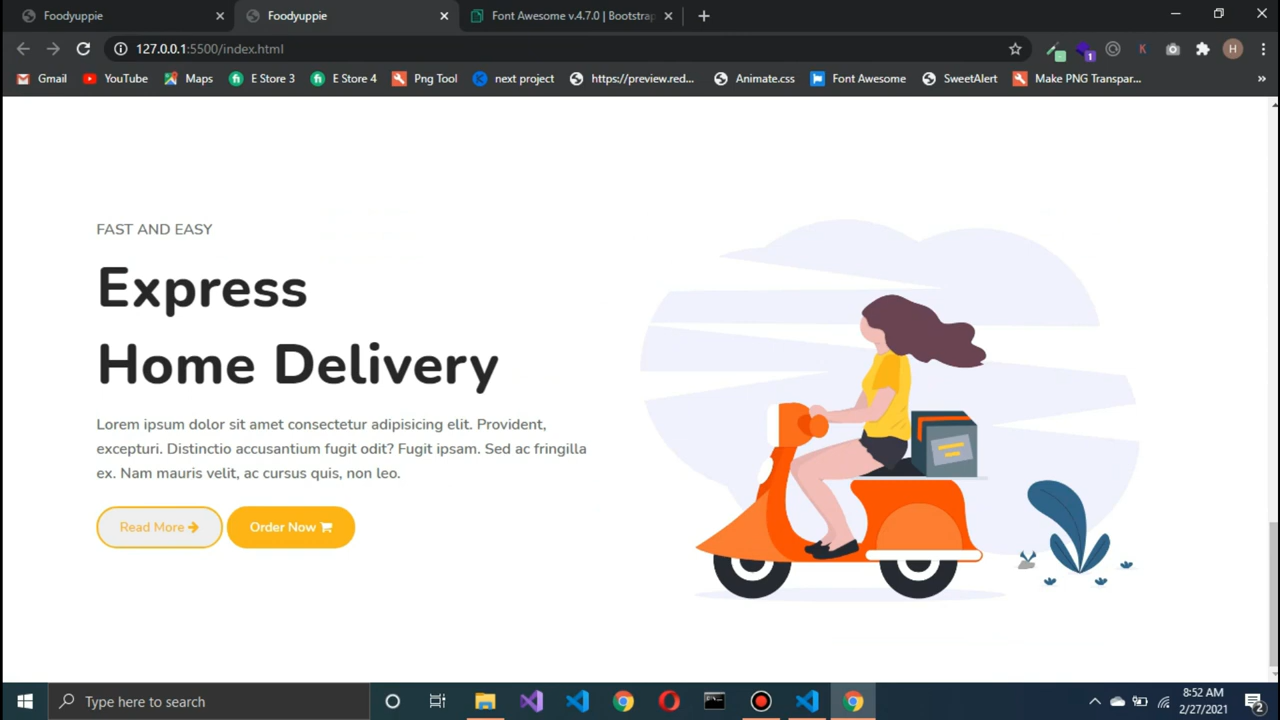 Foodyuppie
Foodyuppie
Font Awesome v.4.7.0 | Bootstrap
127.0.0.1:5500/index.html
1
K
H
Gmail
YouTube
Maps
E Store 3
E Store 4
Png Tool
next project
https://preview.red...
Animate.css
Font Awesome
SweetAlert
Make PNG Transpar...
»
FAST AND EASY
Express
Home Delivery
Lorem ipsum dolor sit amet consectetur adipisicing elit. Provident,
excepturi. Distinctio accusantium fugit odit? Fugit ipsam. Sed ac fringilla
ex. Nam mauris velit, ac cursus quis, non leo.
Read More
Order Now
Type here to search
8:52 AM
2/27/2021
2